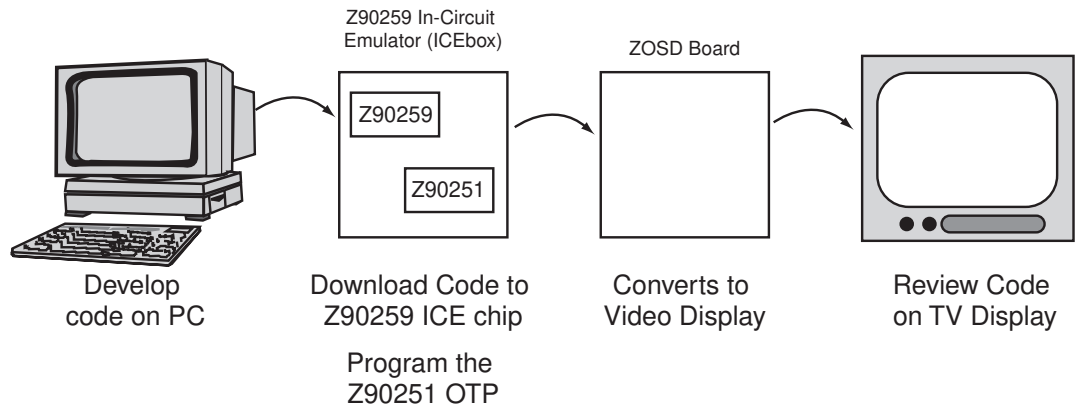 Z90259 In-Circuit
Emulator (ICEbox)
ZOSD Board
Z90259
Z90251
Develop
code on PC
Download Code to
Z90259 ICE chip
Program the
Z90251 OTP
Converts to
Video Display
Review Code
on TV Display